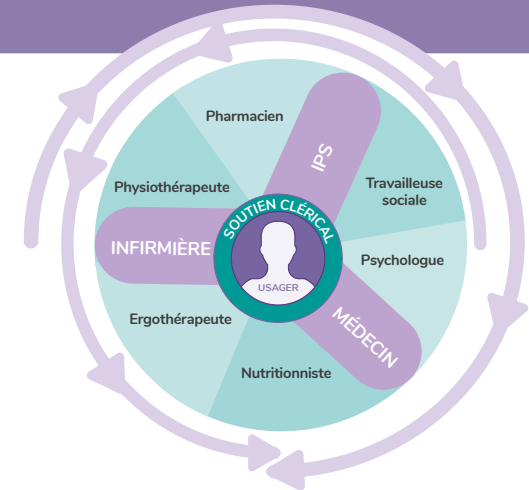 Pharmacien
IPS
Physiothérapeute
Travailleuse
sociale
SOUTIEN CLÉRICAL
INFIRMIÈRE
Psychologue
USAGER
Ergothérapeute
MÉDECIN
Nutritionniste